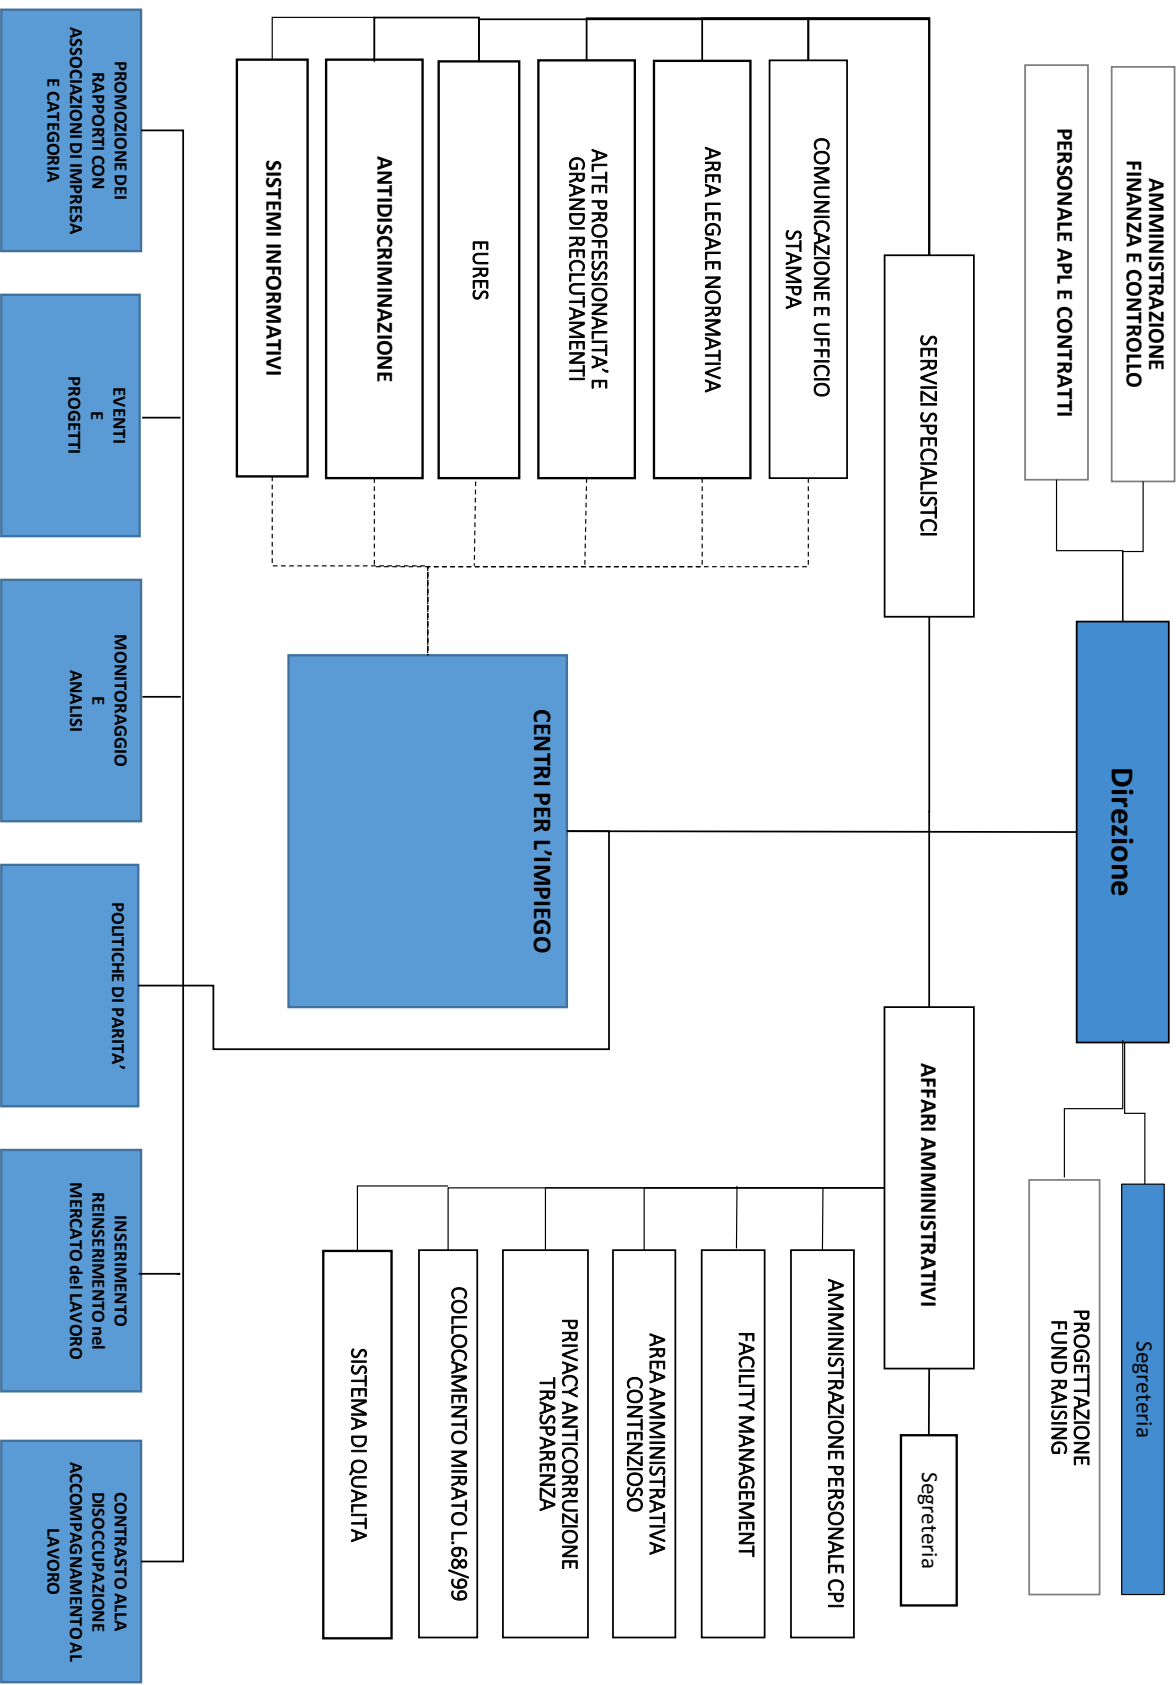 AMMINISTRAZIONE
FINANZA E CONTROLLO
PERSONALE APL E CONTRATTI
Direzione
Segreteria
PROGETTAZIONE
FUND RAISING
SERVIZI SPECIALISTCI
AFFARI AMMINISTRATIVI
Segreteria
COMUNICAZIONE E UFFICIO
STAMPA
AREA LEGALE NORMATIVA
ALTE PROFESSIONALITA' E
GRANDI RECLUTAMENTI
EURES
ANTIDISCRIMINAZIONE
SISTEMI INFORMATIVI
CENTRI PER L'IMPIEGO
AMMINISTRAZIONE PERSONALE CPI
FACILITY MANAGEMENT
AREA AMMINISTRATIVA
CONTENZIOSO
PRIVACY ANTICORRUZIONE
TRASPARENZA
COLLOCAMENTO MIRATO L.68/99
SISTEMA DI QUALITA
PROMOZIONE DEI
RAPPORTI CON
ASSOCIAZIONI DI IMPRESA
E CATEGORIA
EVENTI
E
PROGETTI
MONITORAGGIO
E
ANALISI
POLITICHE DI PARITA'
INSERIMENTO
REINSERIMENTO nel
MERCATO del LAVORO
CONTRASTO ALLA
DISOCCUPAZIONE
ACCOMPAGNAMENTO AL
LAVORO